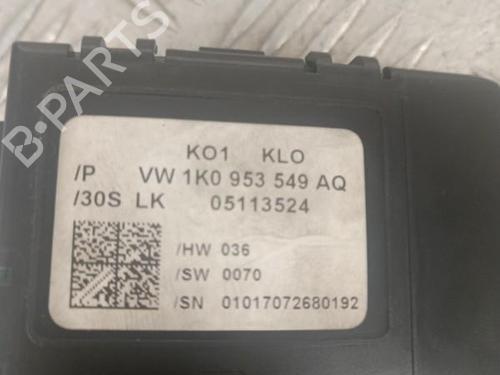 KO1 KLO
/P VW 1K0 953 549 AQ
/30S LK 05113524
/HW 036
/SW 0070
/SN 01017072680192
B-PARTS